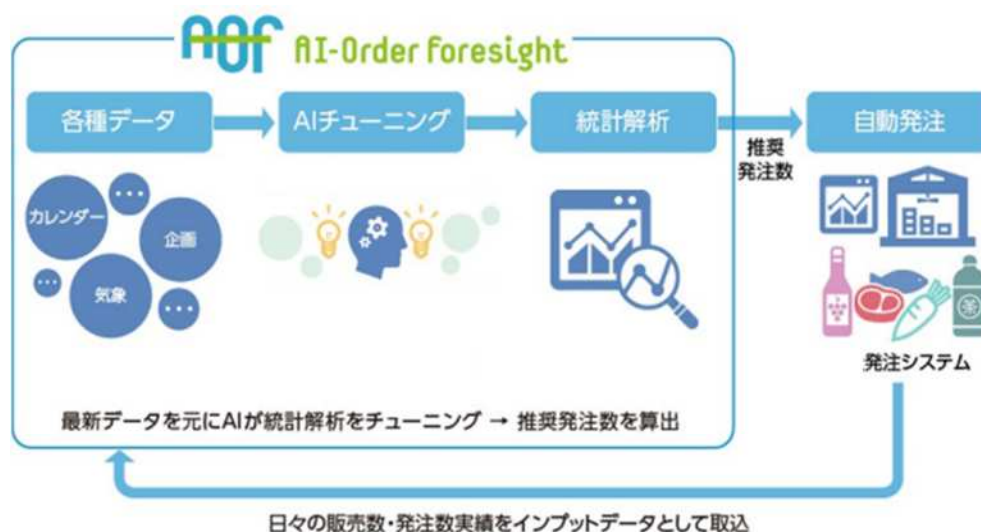 AOF AI-Order foresight
各種データ
AIチューニング
統計解析
自動発注
推奨
発注数
カレンダー
・・・
企画
・・・
気象
・・・
茶
発注システム
最新データを元にAIが統計解析をチューニング → 推奨発注数を算出
日々の販売数・発注数実績をインプットデータとして取込